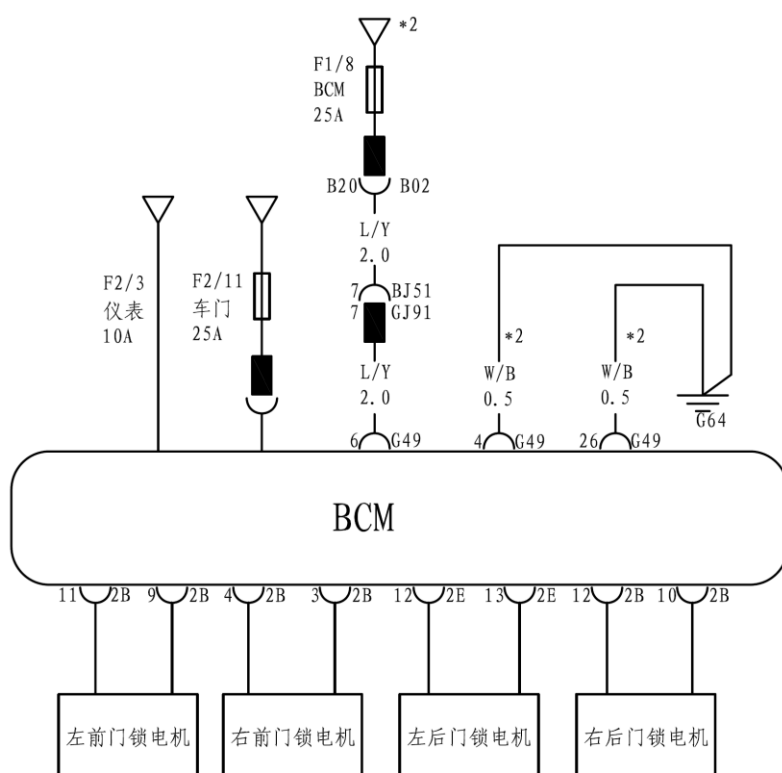 *2
F1/8
BCM
25A
B20 B02
L/Y
2.0
F2/3
仪表
10A
F2/11
车门
25A
7 BJ51
7 GJ91
*2 *2
L/Y
2.0
W/B
0.5
W/B
0.5
G64
6 G49 4 G49 26 G49
BCM
11 2B 9 2B 4 2B 3 2B 12 2E 13 2E 12 2B 10 2B
左前门锁电机 右前门锁电机 左后门锁电机 右后门锁电机